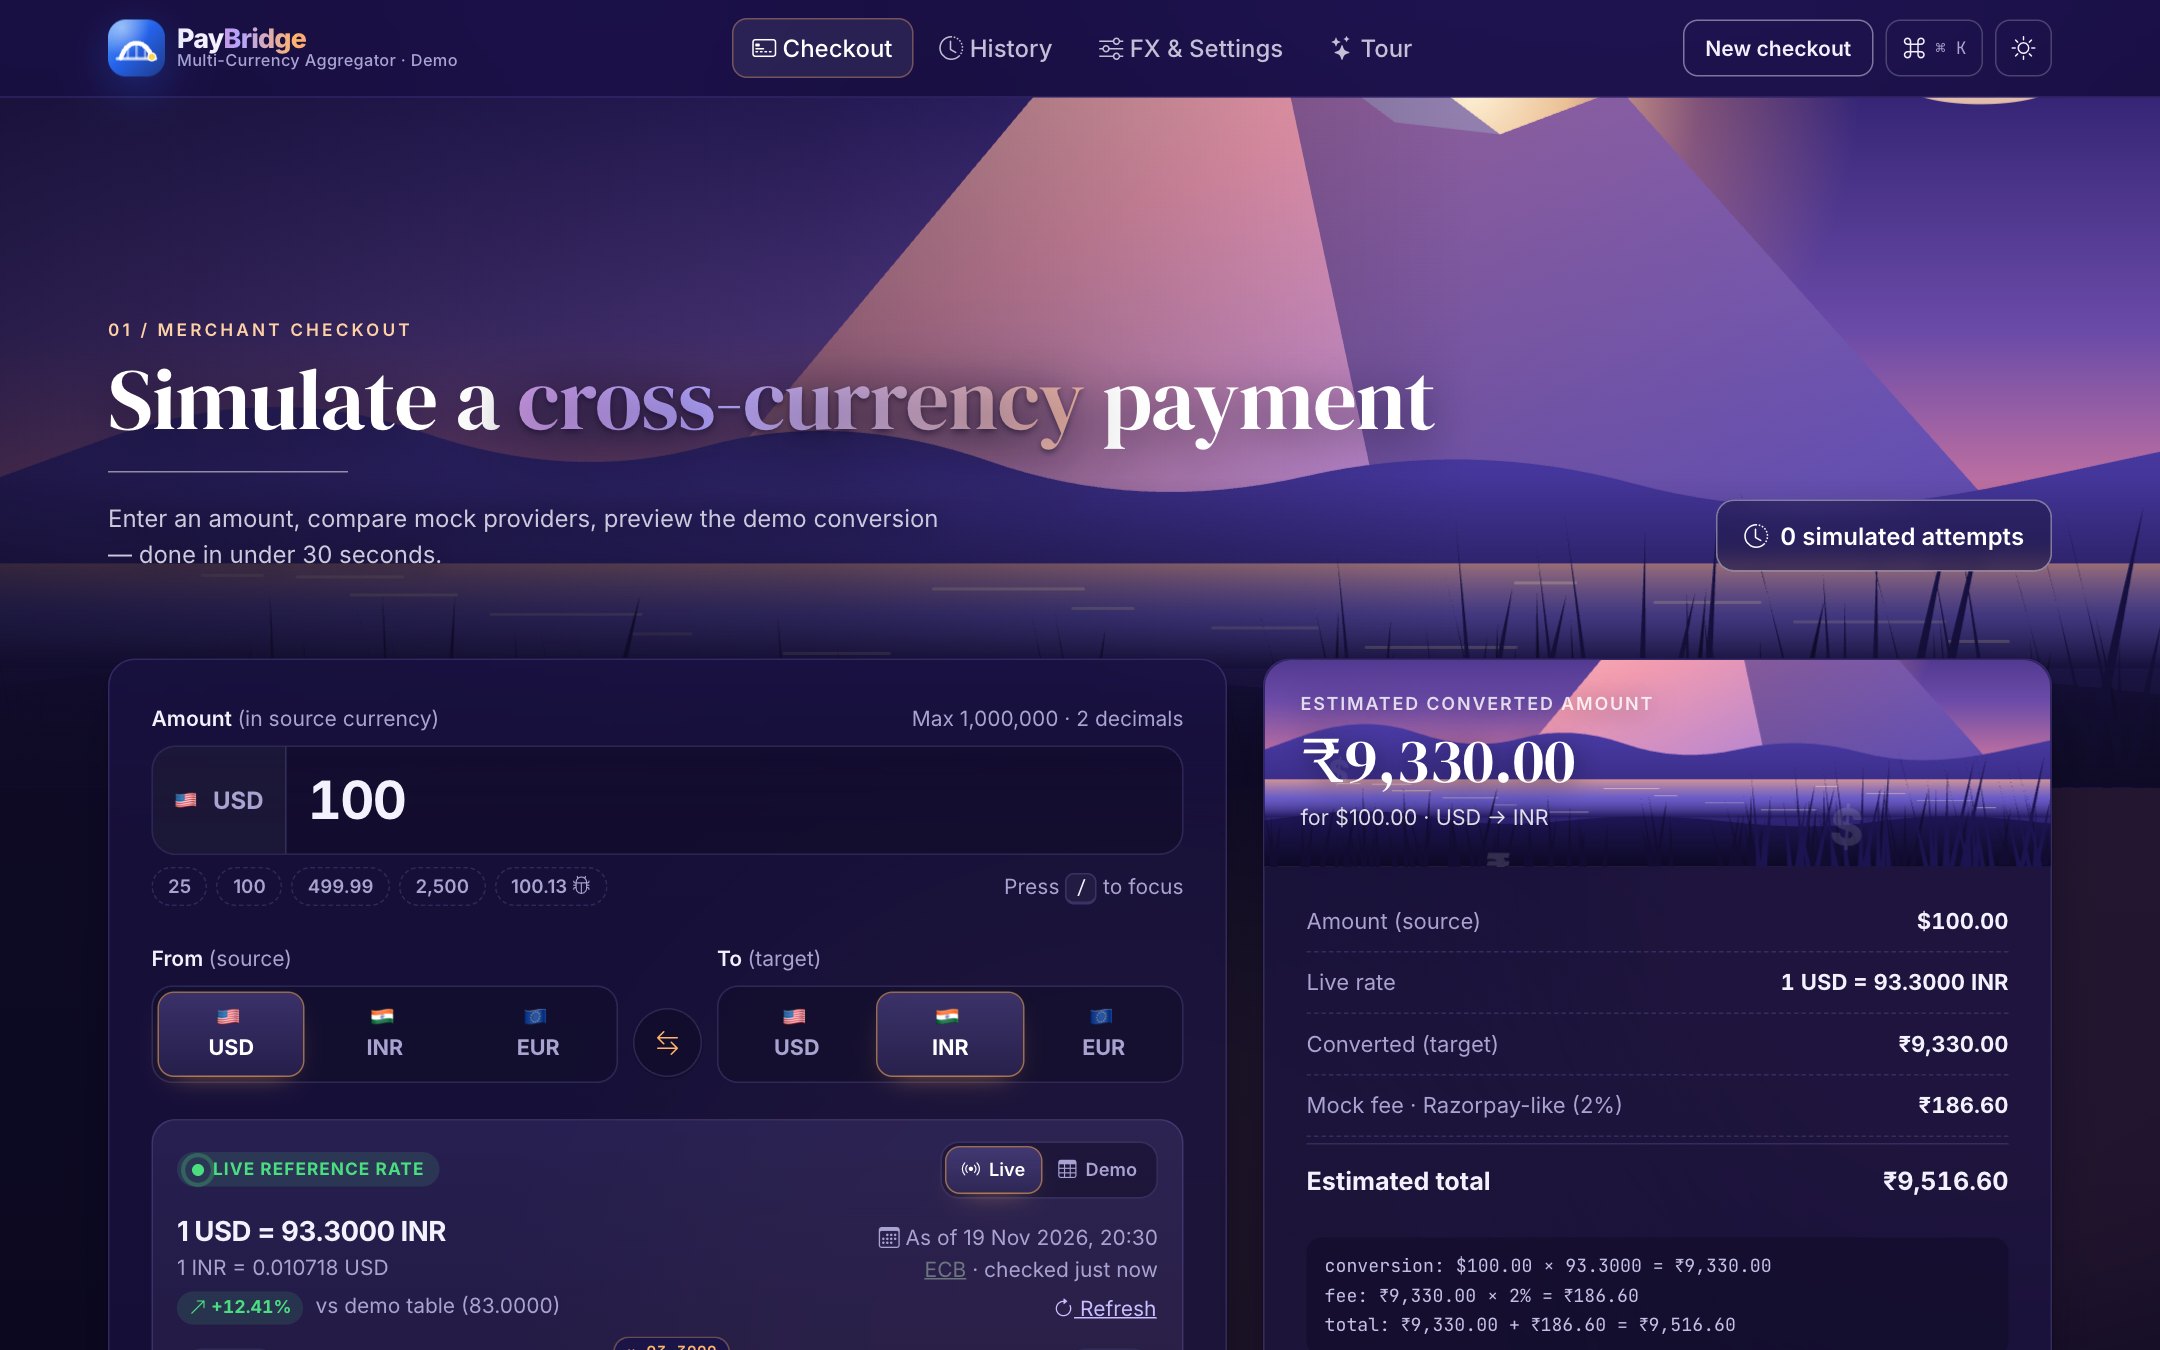 PayBridge
Multi-Currency Aggregator · Demo
Checkout
History
FX & Settings
Tour
New checkout
⌘ ⌘ K
01 / MERCHANT CHECKOUT
Simulate a cross-currency payment
Enter an amount, compare mock providers, preview the demo conversion
— done in under 30 seconds.
0 simulated attempts
Amount (in source currency)
Max 1,000,000 · 2 decimals
USD
100
25
100
499.99
2,500
100.13
Press / to focus
From (source)
USD
INR
EUR
To (target)
USD
INR
EUR
LIVE REFERENCE RATE
Live
Demo
1 USD = 93.3000 INR
1 INR = 0.010718 USD
+12.41% vs demo table (83.0000)
As of 19 Nov 2026, 20:30
ECB · checked just now
Refresh
ESTIMATED CONVERTED AMOUNT
₹9,330.00
for $100.00 · USD → INR
$
Amount (source) $100.00
Live rate 1 USD = 93.3000 INR
Converted (target) ₹9,330.00
Mock fee · Razorpay-like (2%) ₹186.60
Estimated total ₹9,516.60
conversion: $100.00 × 93.3000 = ₹9,330.00
fee: ₹9,330.00 × 2% = ₹186.60
total: ₹9,330.00 + ₹186.60 = ₹9,516.60